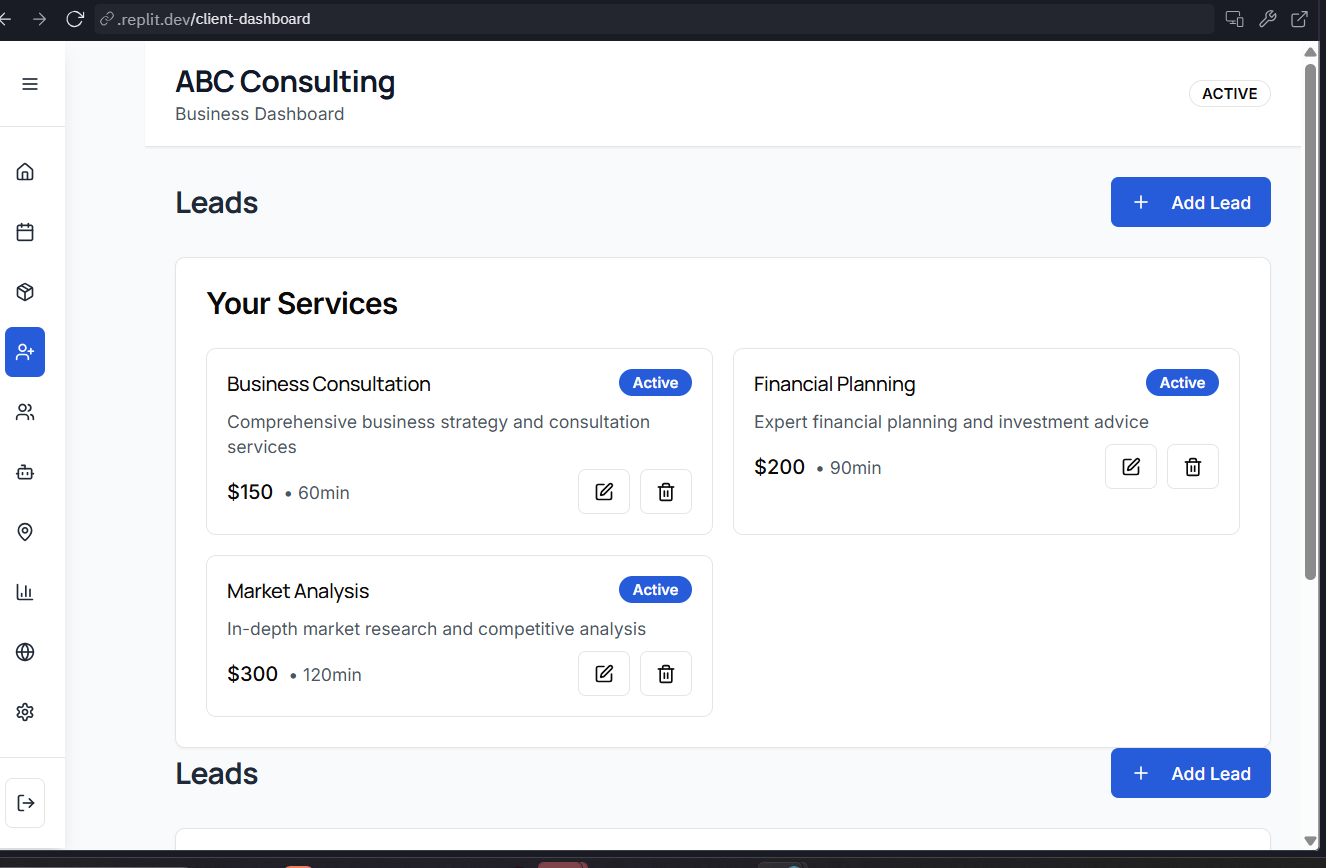 .replit.dev/client-dashboard
ABC Consulting
Business Dashboard
ACTIVE
Leads
Add Lead
Your Services
Business Consultation
Active
Comprehensive business strategy and consultation
services
$150 • 60min
Financial Planning
Active
Expert financial planning and investment advice
$200 • 90min
Market Analysis
Active
In-depth market research and competitive analysis
$300 • 120min
Leads
Add Lead